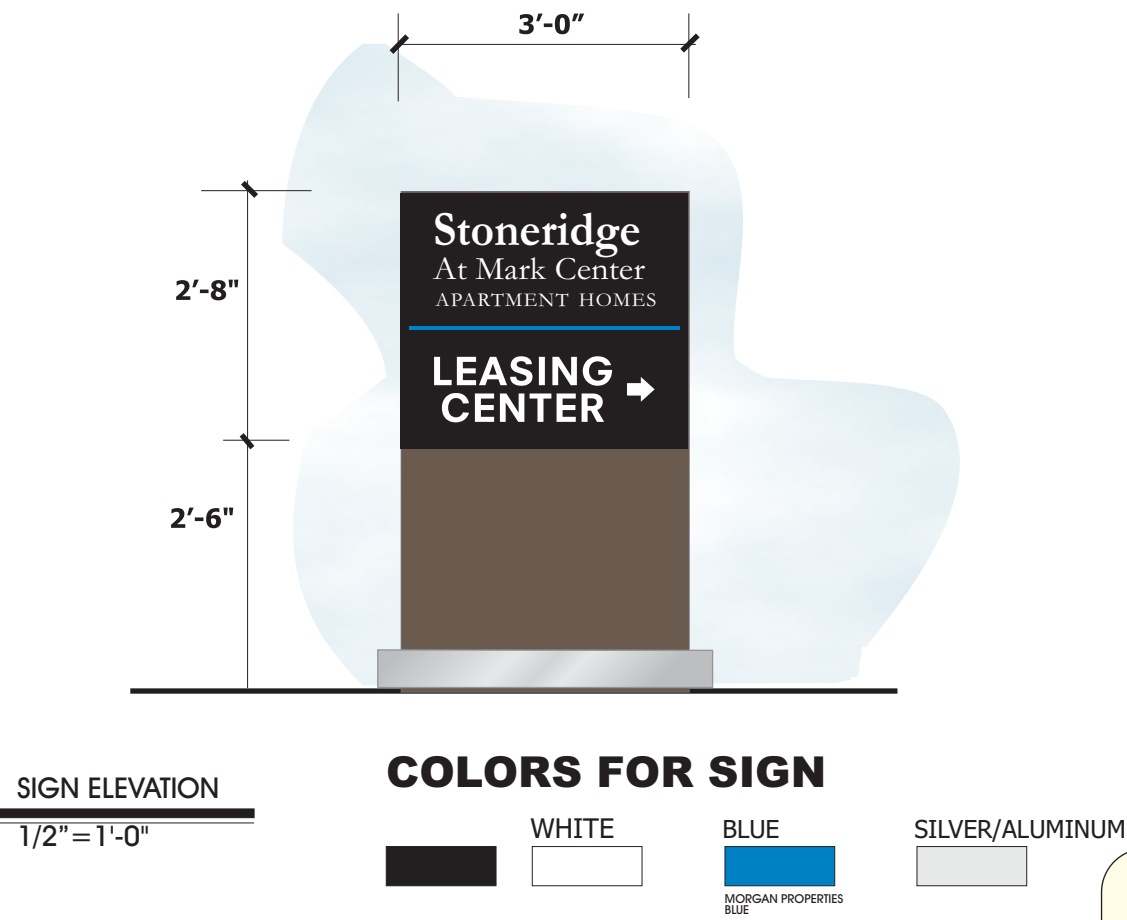 3’-0”
2’-8"
2’-6"
Stoneridge
At Mark Center
APARTMENT HOMES
LEASING
CENTER
SIGN ELEVATION
1/2”=1'-0"
COLORS FOR SIGN
WHITE
BLUE
SILVER/ALUMINUM
MORGAN PROPERTIES
BLUE